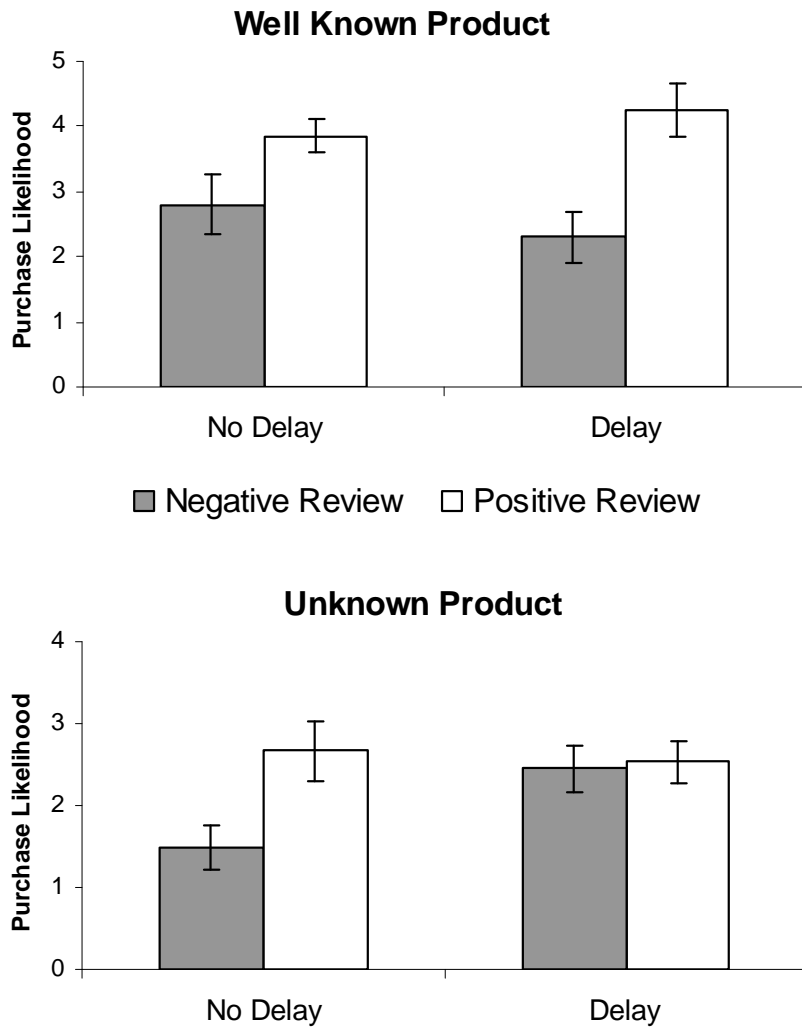 Well Known Product
5
4
3
2
1
0
Purchase Likelihood
No Delay Delay
Negative Review Positive Review
Unknown Product
4
3
2
1
0
Purchase Likelihood
No Delay Delay